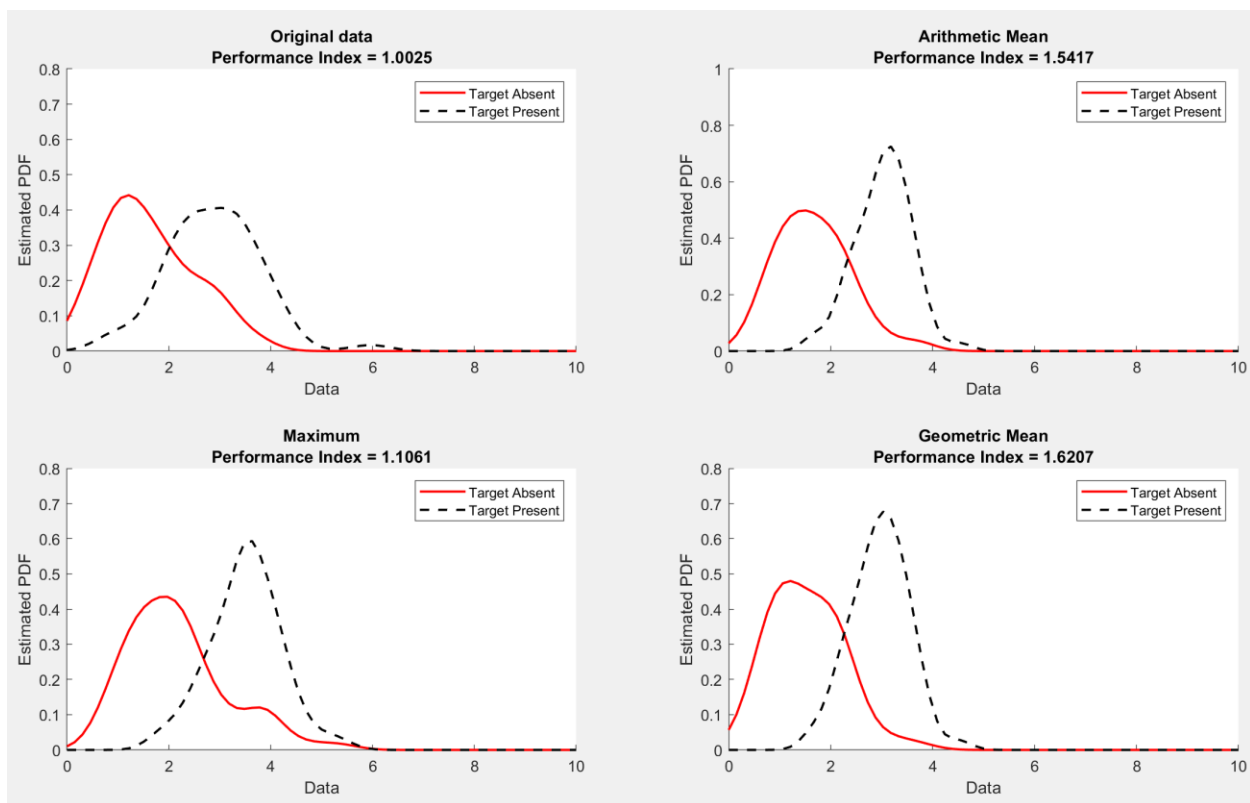 Original data
Performance Index = 1.0025
0.8
0.7
0.6
0.5
0.4
0.3
0.2
0.1
0
Estimated PDF
Target Absent
Target Present
0 2 4 6 8 10
Data
Arithmetic Mean
Performance Index = 1.5417
1
0.8
0.6
0.4
0.2
0
Estimated PDF
Target Absent
Target Present
0 2 4 6 8 10
Data
Maximum
Performance Index = 1.1061
0.8
0.7
0.6
0.5
0.4
0.3
0.2
0.1
0
Estimated PDF
Target Absent
Target Present
0 2 4 6 8 10
Data
Geometric Mean
Performance Index = 1.6207
0.8
0.7
0.6
0.5
0.4
0.3
0.2
0.1
0
Estimated PDF
Target Absent
Target Present
0 2 4 6 8 10
Data